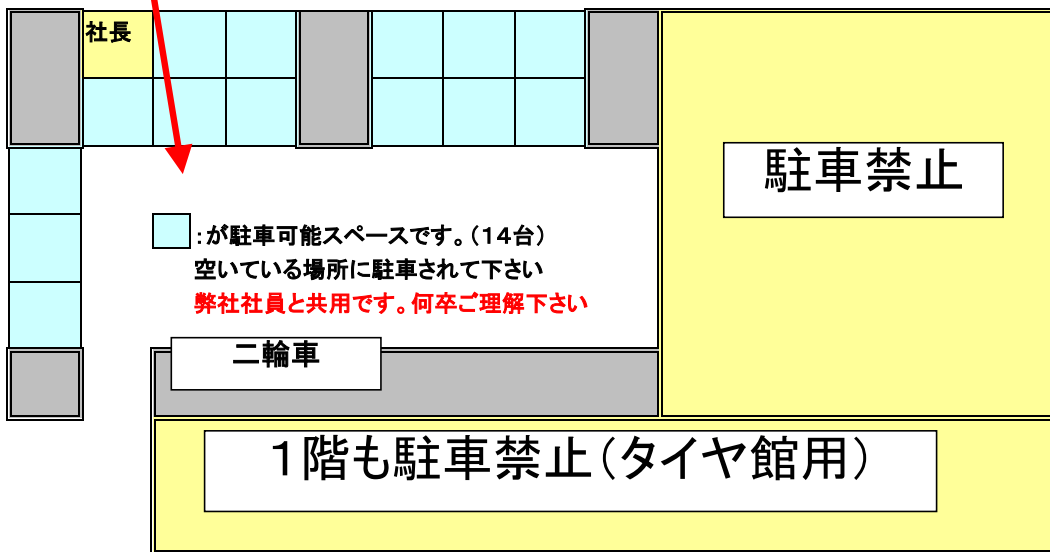 社長
駐車禁止
:が駐車可能スペースです。(14台)
空いている場所に駐車されて下さい
弊社社員と共用です。何卒ご理解下さい
二輪車
1階も駐車禁止(タイヤ館用)